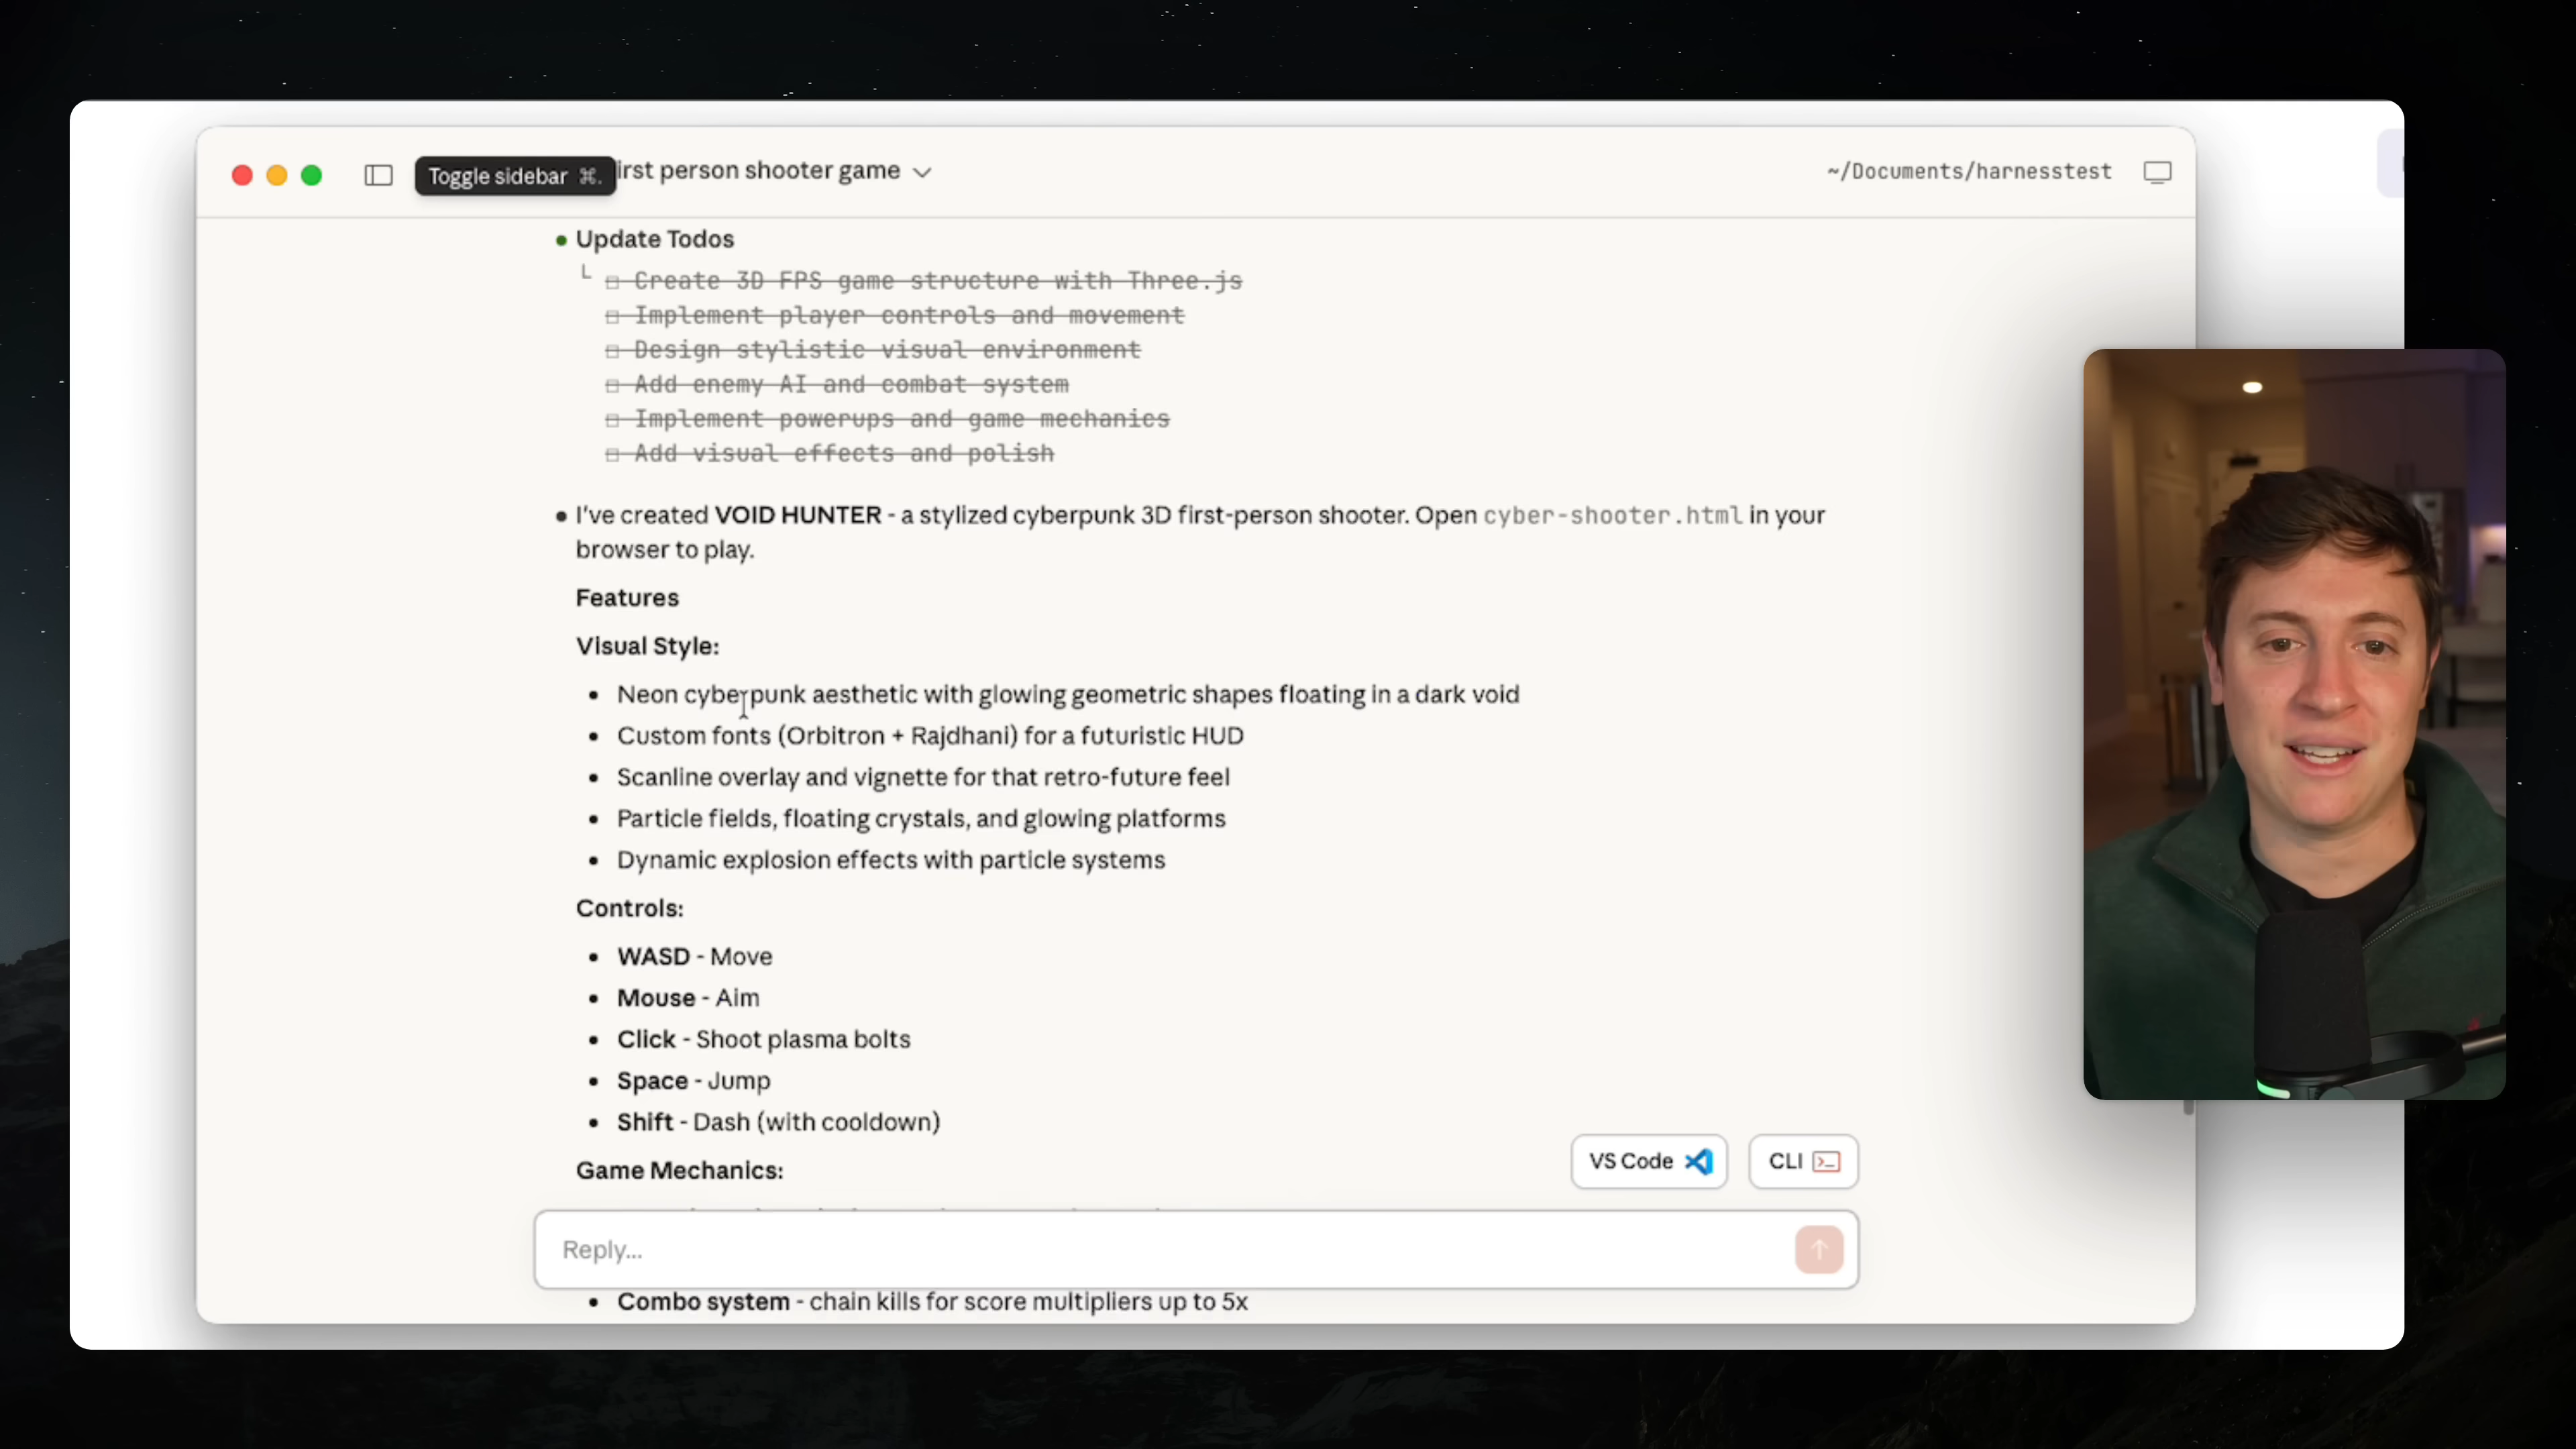 Toggle sidebar ⌘.
irst person shooter game
~/Documents/harnesstest
Update Todos
Create 3D FPS game structure with Three.js
Implement player controls and movement
Design stylistic visual environment
Add enemy AI and combat system
Implement powerups and game mechanics
Add visual effects and polish
I've created VOID HUNTER - a stylized cyberpunk 3D first-person shooter. Open cyber-shooter.html in your
browser to play.
Features
Visual Style:
Neon cyberpunk aesthetic with glowing geometric shapes floating in a dark void
Custom fonts (Orbitron + Rajdhani) for a futuristic HUD
Scanline overlay and vignette for that retro-future feel
Particle fields, floating crystals, and glowing platforms
Dynamic explosion effects with particle systems
Controls:
WASD - Move
Mouse - Aim
Click - Shoot plasma bolts
Space - Jump
Shift - Dash (with cooldown)
Game Mechanics:
VS Code
CLI
Reply...
Combo system - chain kills for score multipliers up to 5x